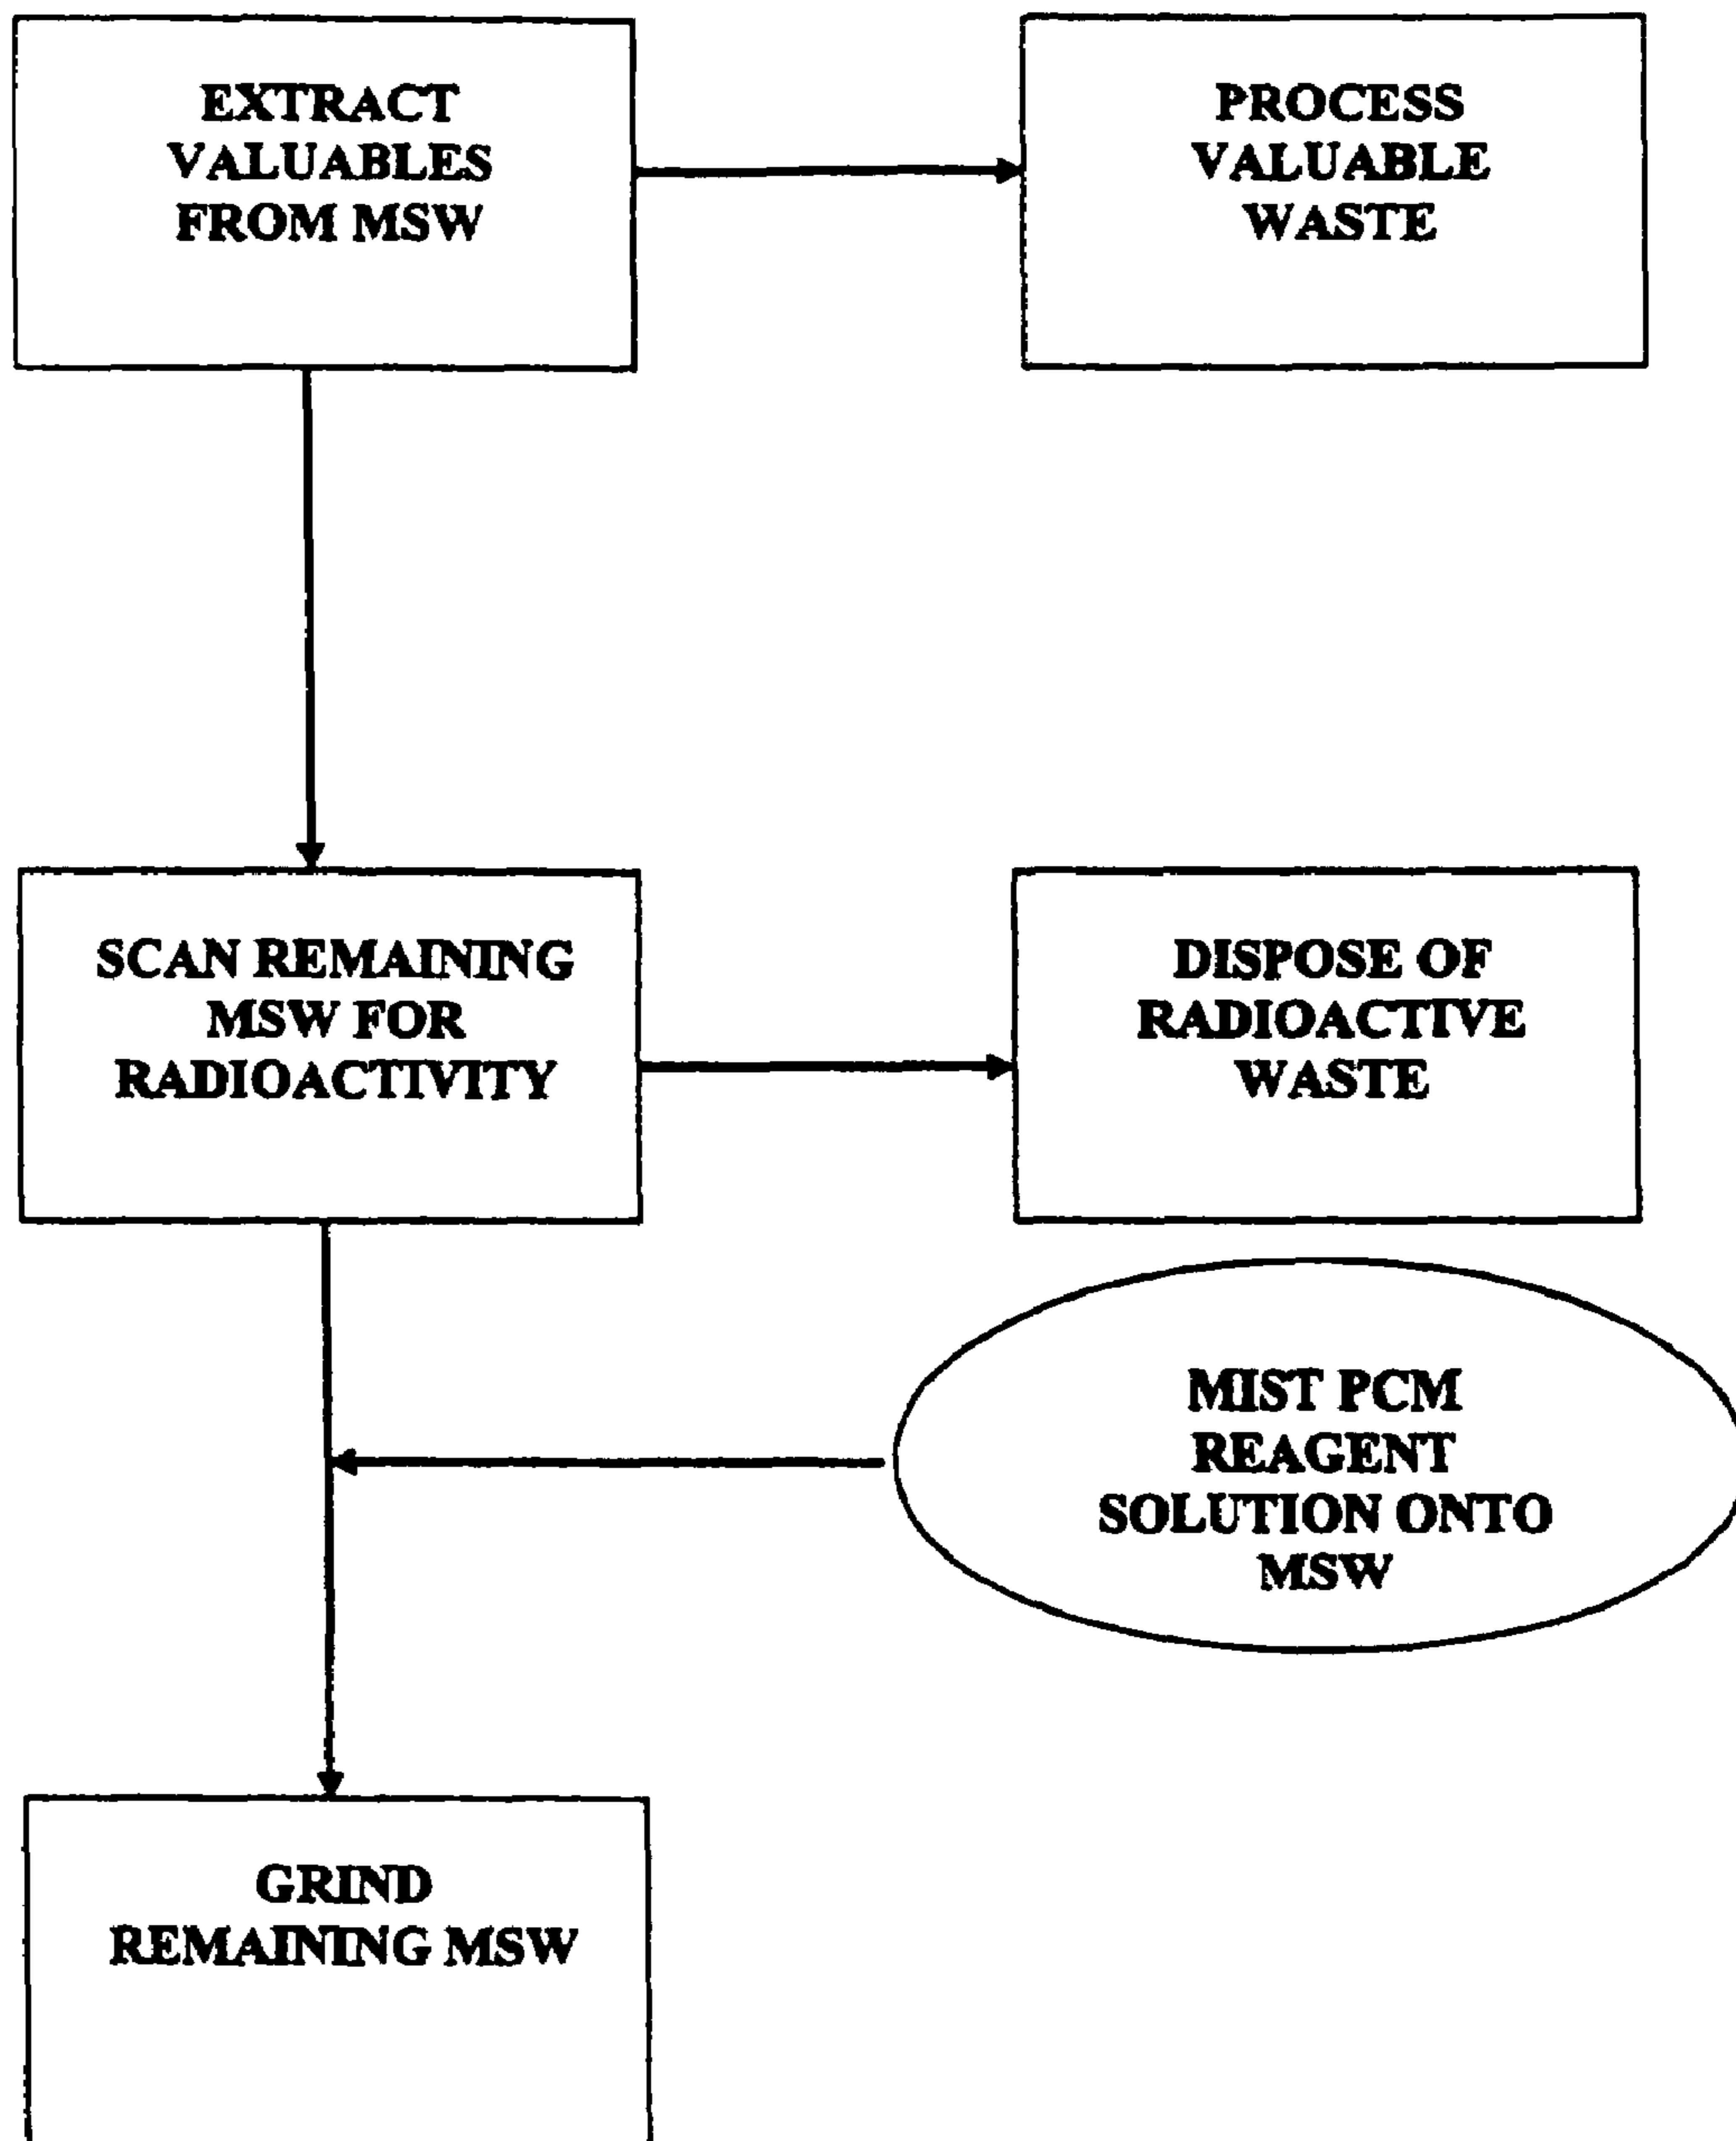 EXTRACT
VALUABLES
FROM MSW
PROCESS
VALUABLE
WASTE
SCAN REMAINING
MSW FOR
RADIOACTIVITY
DISPOSE OF
RADIOACTIVE
WASTE
MIST PCM
REAGENT
SOLUTION ONTO
MSW
GRIND
REMAINING MSW